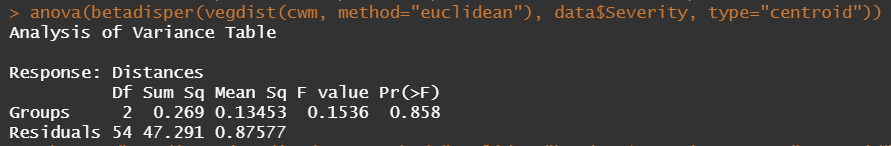 > anova(betadisper(vegdist(cwm, method="euclidean"), data$Severity, type="centroid"))
Analysis of Variance Table
Response: Distances
Df Sum Sq Mean Sq F value Pr(>F)
Groups 2 0.269 0.13453 0.1536 0.858
Residuals 54 47.291 0.87577